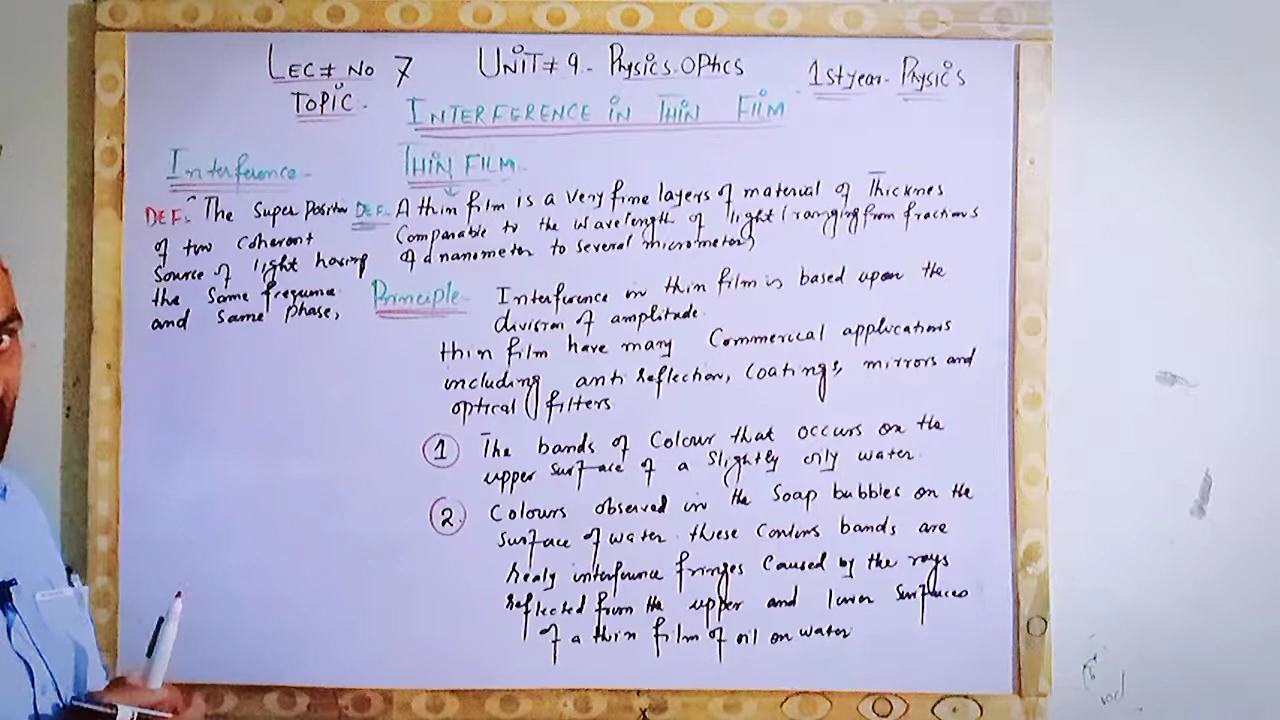 LEC# No 7 UNiT# 9 - Physics.OPtics 1st year - Physics
TOPiC.
INTERFERENCE iN THiN FILM
Interference -
DEF: The Super Position
of two Coherent
Source of light having
the Same frequence
and same phase,
THiN FILM.
DEF. A thin film is a very fine layers of material of Thicknes
Comparable to the wavelength of light (rangging from fractions
of a nanometer to several micrometer)
Principle - Interference in thin film is based upon the
division of amplitude.
thin film have many Commerical applications
including anti reflection, Coatings, mirrors and
optical filters
1 The bands of Colour that occurs on the
upper surface of a slightly oily water.
2. Colours observed in the Soap bubbles on the
surface of water. these bands are
realy interference fringes Caused by the rays
reflected from the upper and lower Surfaces
of a thin film of oil on water